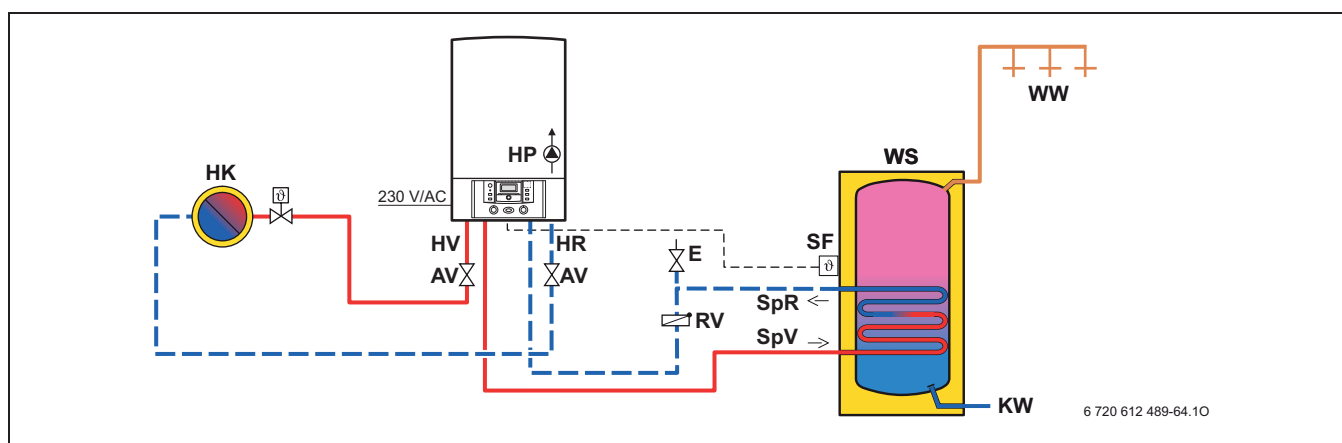 WW
HP
WS
HK
ϑ
230 V/AC
HV
HR
E
SF
ϑ
AV
AV
SpR
RV
SpV
KW
6 720 612 489-64.1O